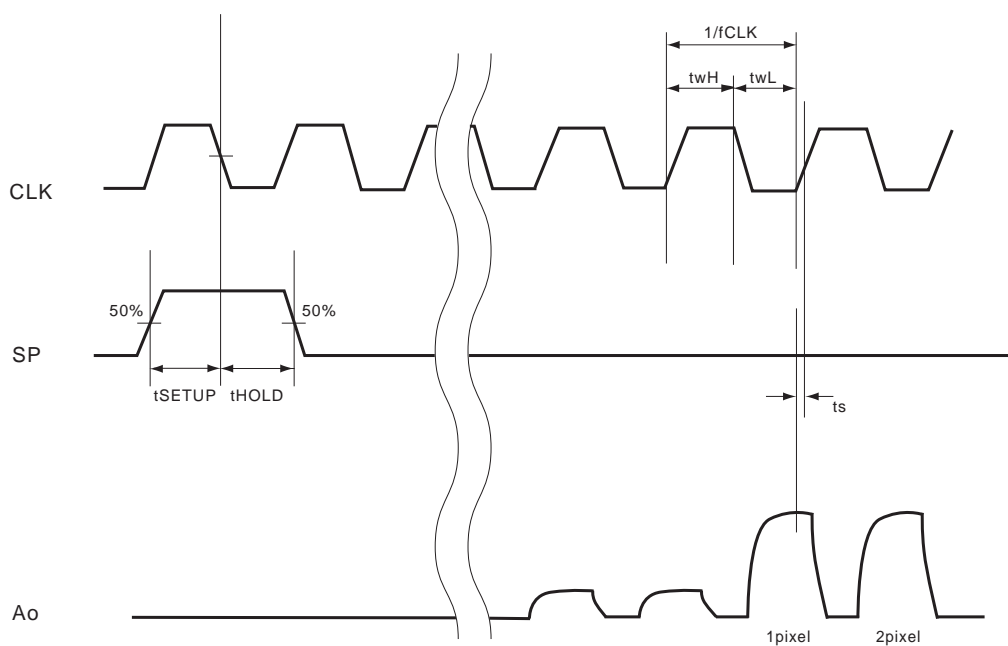 1/fCLK
twH
twL
CLK
50%
50%
SP
tSETUP
tHOLD
ts
Ao
1pixel
2pixel